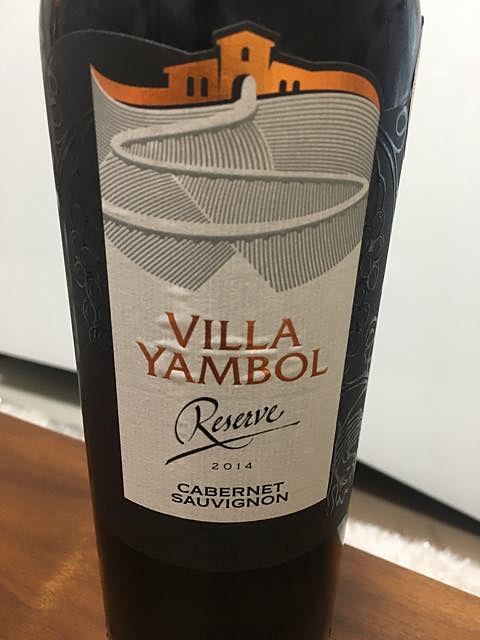 VILLA
YAMBOL
Reserve
2014
CABERNET
SAUVIGNON